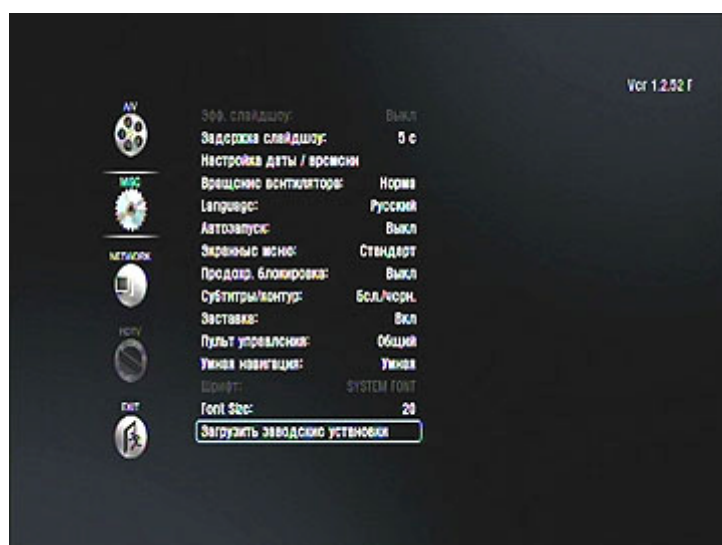 Ver 1.2.52 Г
A/V
MISC
NETWORK
HDTV
EXIT
Эфф. слайдшоу: Выкл
Задержка слайдшоу: 5 с
Настройка даты / времени
Вращение вентилятора: Норма
Language: Русский
Автозапуск: Выкл
Экранные меню: Стандарт
Предохр. блокировка: Выкл
Субтитры/контур: Бел./черн.
Заставка: Вкл
Пульт управления: Общий
Умная навигация: Умная
Шрифт: SYSTEM FONT
Font Size: 20
Загрузить заводские установки